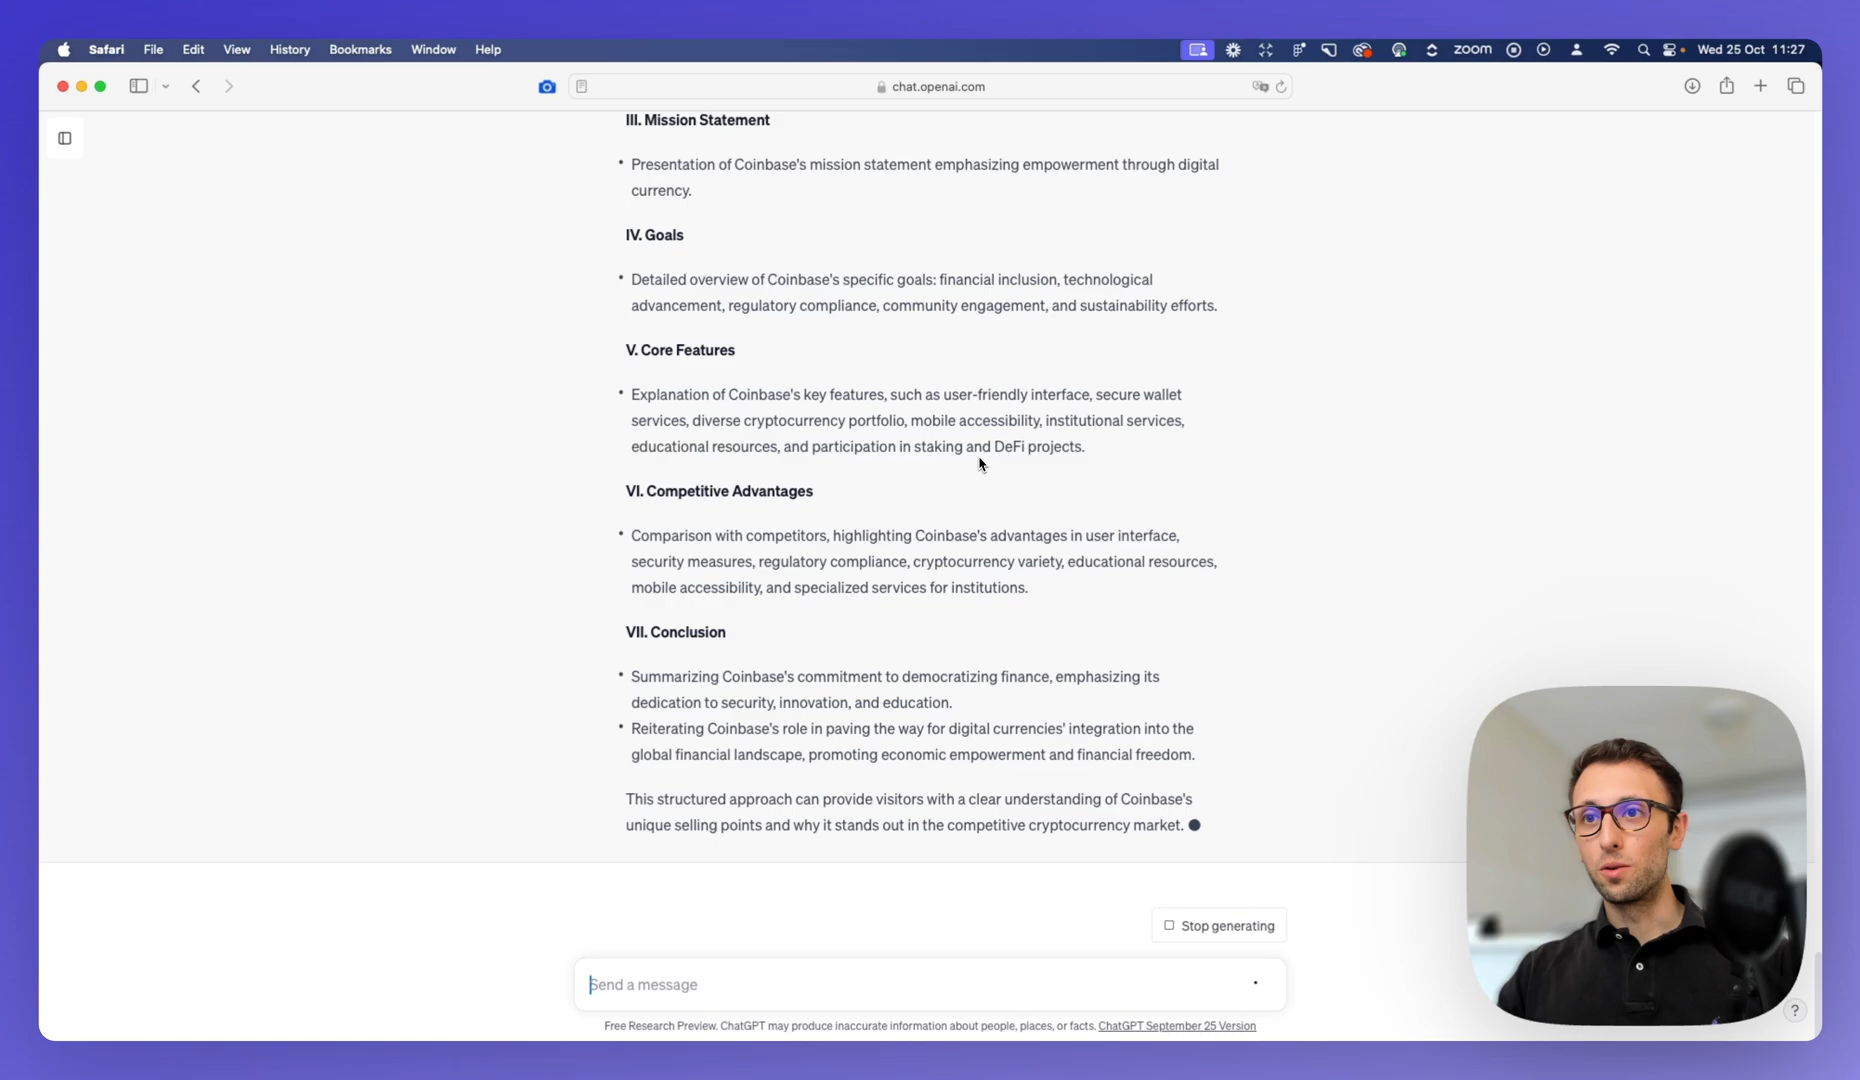 Safari File Edit View History Bookmarks Window Help zoom Wed 25 Oct 11:27
chat.openai.com
III. Mission Statement
• Presentation of Coinbase's mission statement emphasizing empowerment through digital
currency.
IV. Goals
• Detailed overview of Coinbase's specific goals: financial inclusion, technological
advancement, regulatory compliance, community engagement, and sustainability efforts.
V. Core Features
• Explanation of Coinbase's key features, such as user-friendly interface, secure wallet
services, diverse cryptocurrency portfolio, mobile accessibility, institutional services,
educational resources, and participation in staking and DeFi projects.
VI. Competitive Advantages
• Comparison with competitors, highlighting Coinbase's advantages in user interface,
security measures, regulatory compliance, cryptocurrency variety, educational resources,
mobile accessibility, and specialized services for institutions.
VII. Conclusion
• Summarizing Coinbase's commitment to democratizing finance, emphasizing its
dedication to security, innovation, and education.
• Reiterating Coinbase's role in paving the way for digital currencies' integration into the
global financial landscape, promoting economic empowerment and financial freedom.
This structured approach can provide visitors with a clear understanding of Coinbase's
unique selling points and why it stands out in the competitive cryptocurrency market.
Stop generating
Send a message
Free Research Preview. ChatGPT may produce inaccurate information about people, places, or facts. ChatGPT September 25 Version
?